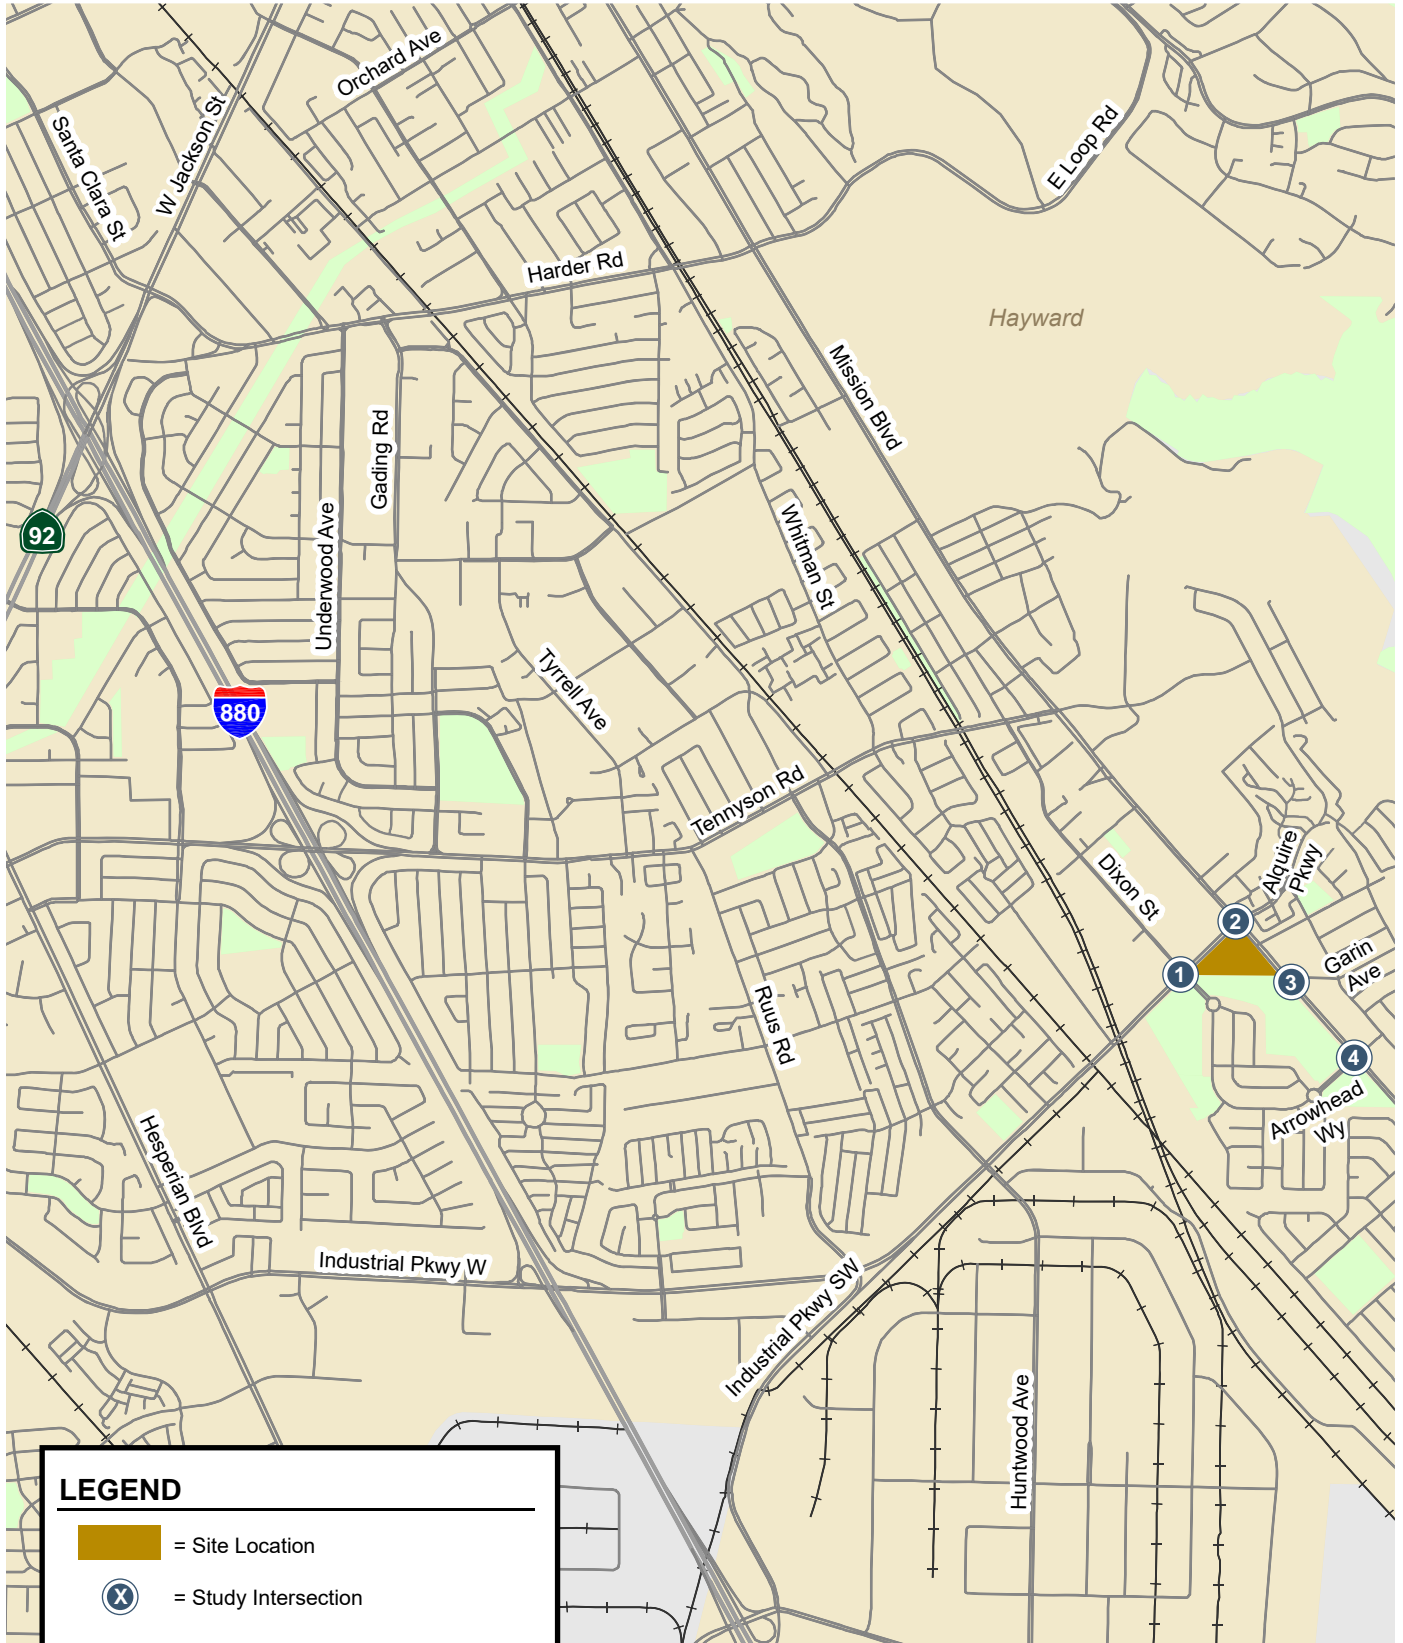 Orchard Ave
Santa Clara St
W Jackson St
E Loop Rd
Harder Rd
Hayward
Mission Blvd
Gading Rd
Underwood Ave
92
Whitman St
Tyrrell Ave
880
Tennyson Rd
Dixon St
Alquire
Pkwy
2
1
3
Garin
Ave
4
Ruus Rd
Arrowhead
Wy
Hesperian Blvd
Industrial Pkwy W
Industrial Pkwy SW
Huntwood Ave
LEGEND
= Site Location
X = Study Intersection